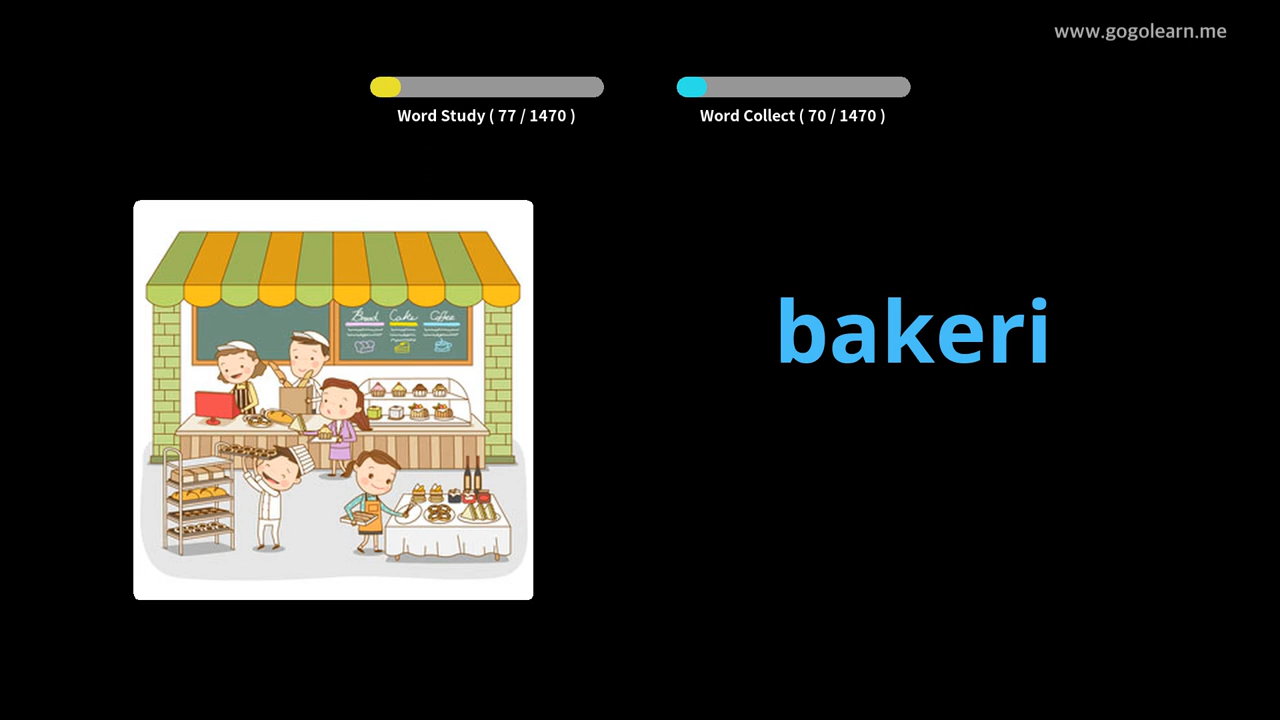 www.gogolearn.me
Word Study ( 77 / 1470 )
Word Collect ( 70 / 1470 )
Bread Cake Coffee
bakeri